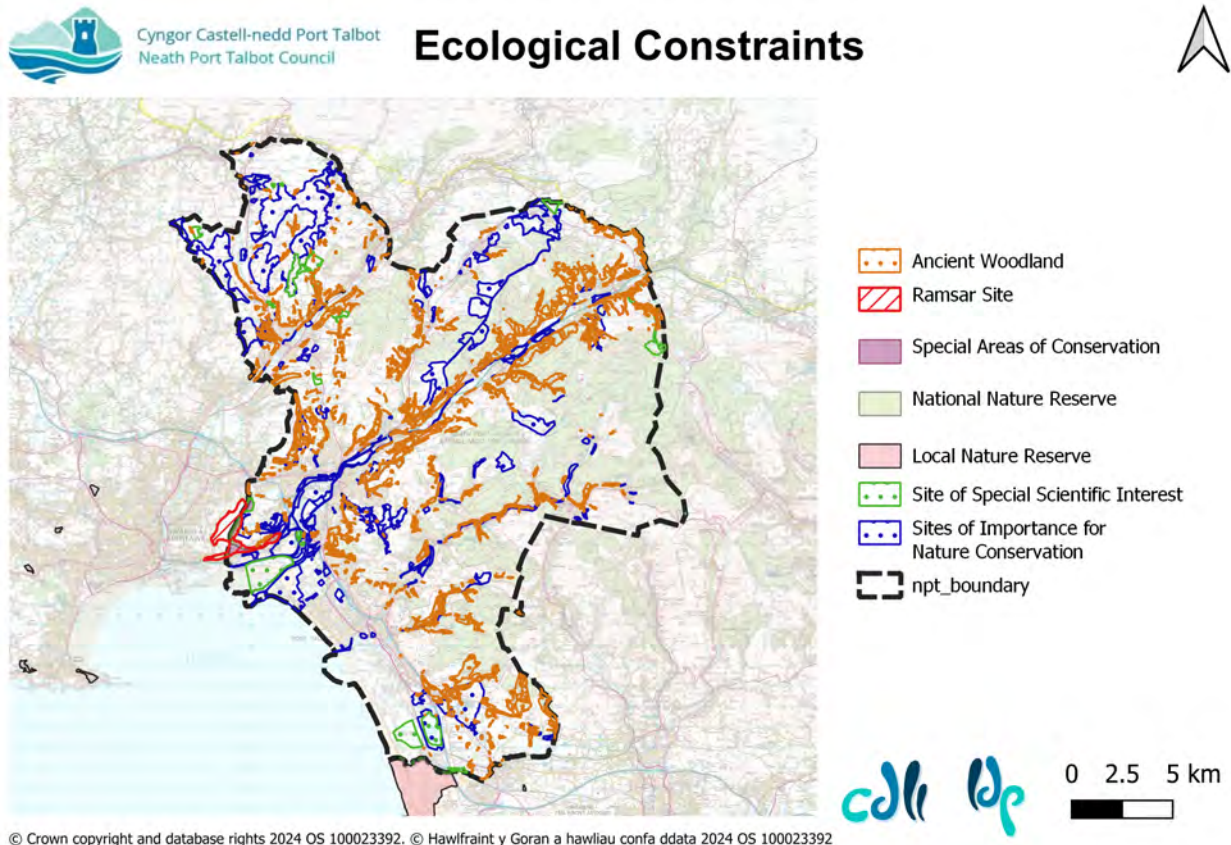 Cyngor Castell-nedd Port Talbot
Neath Port Talbot Council
Ecological Constraints
Ancient Woodland
Ramsar Site
Special Areas of Conservation
National Nature Reserve
Local Nature Reserve
Site of Special Scientific Interest
Sites of Importance for
Nature Conservation
npt_boundary
cdll ldp
0 2.5 5 km
© Crown copyright and database rights 2024 OS 100023392. © Hawlfraint y Goran a hawliau confa ddata 2024 OS 100023392